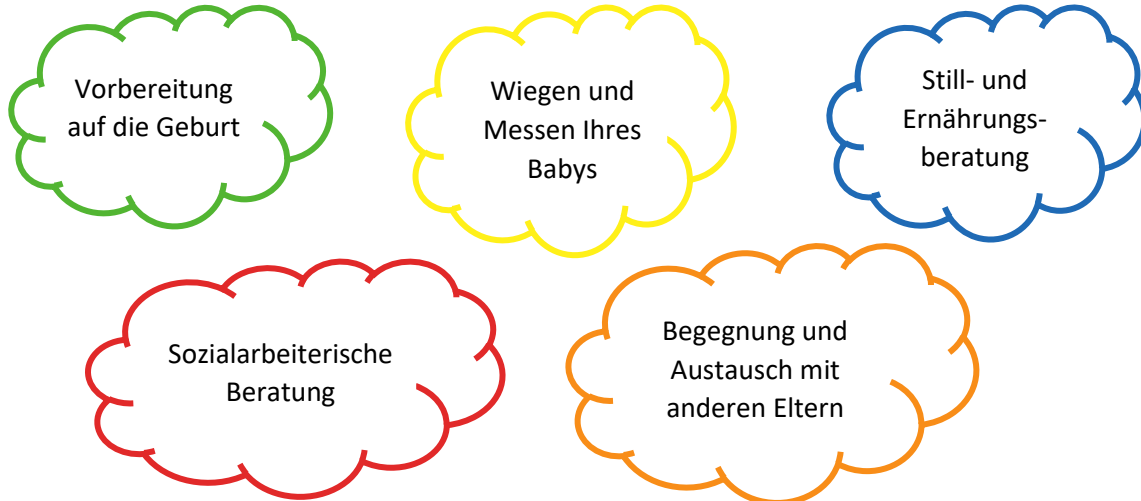 Vorbereitung
auf die Geburt
Wiegen und
Messen Ihres
Babys
Still- und
Ernährungs-
beratung
Sozialarbeiterische
Beratung
Begegnung und
Austausch mit
anderen Eltern